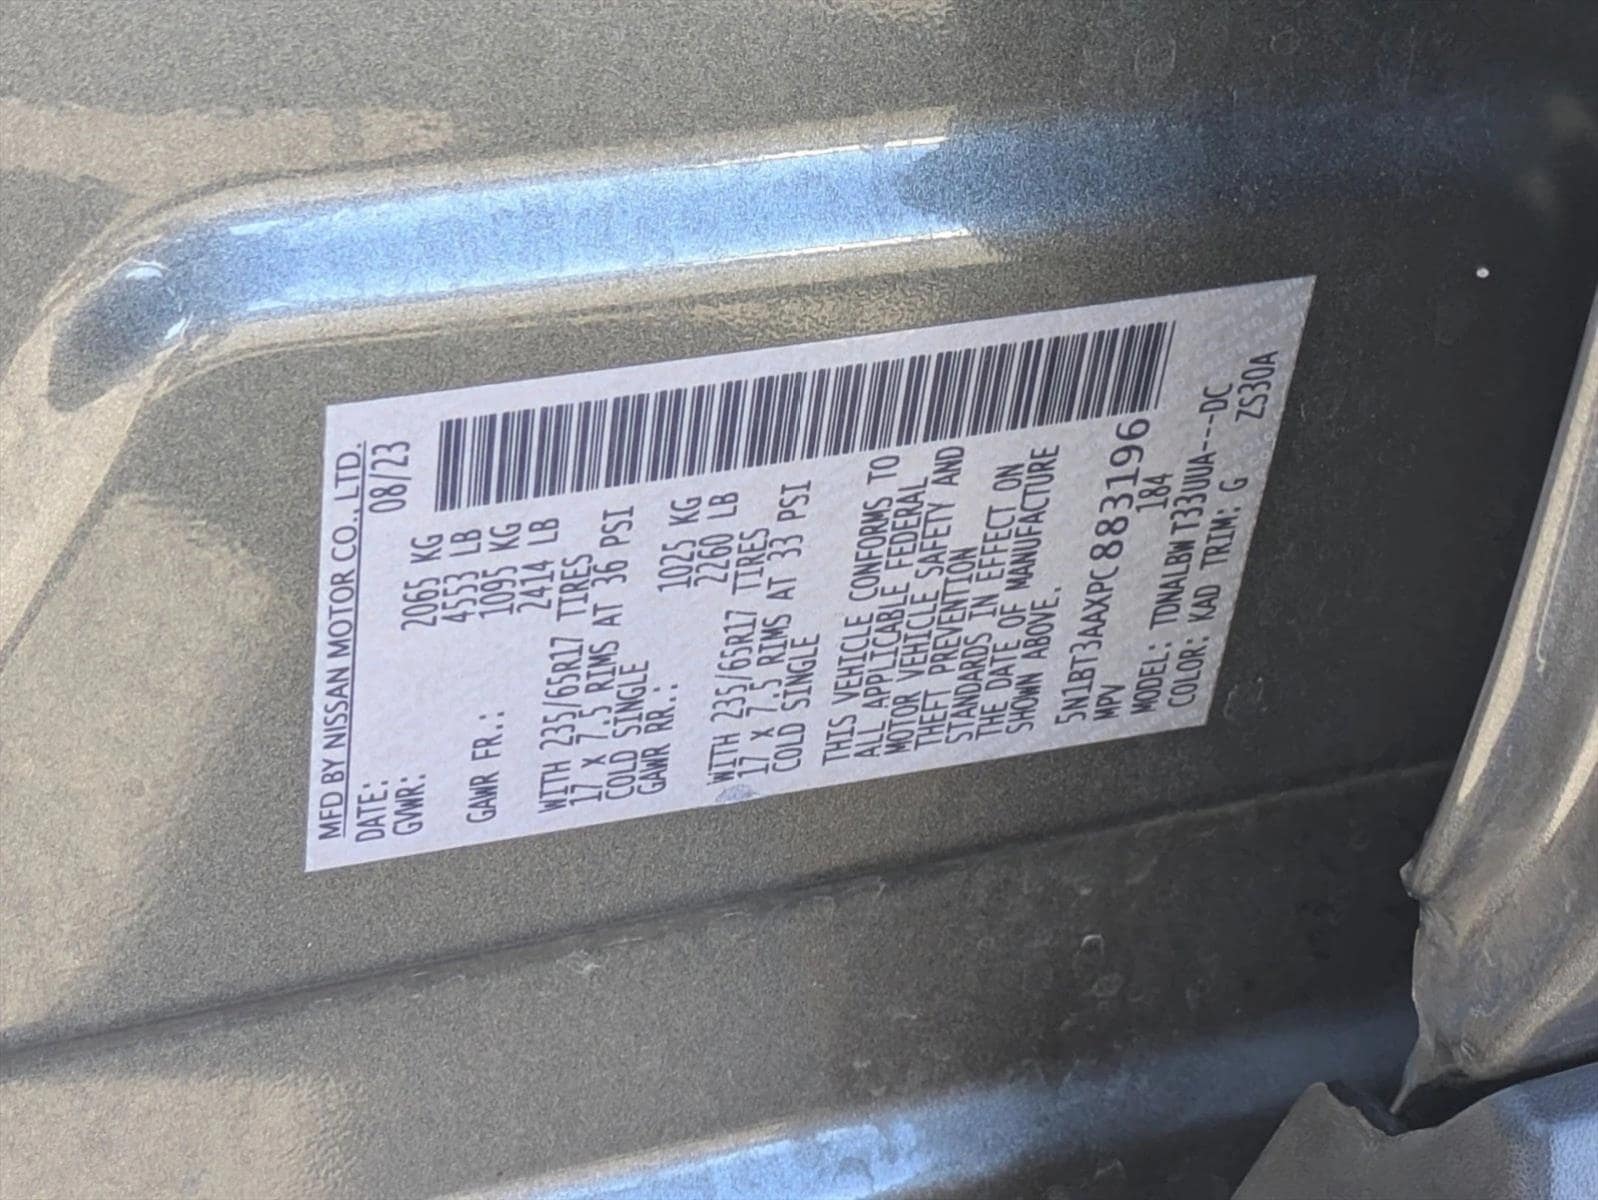 MFD BY NISSAN MOTOR CO., LTD.
DATE: 08/23
GVWR: 2065 KG
4553 LB
GAWR FR.: 1095 KG
2414 LB
WITH 235/65R17 TIRES
17 X 7.5 RIMS AT 36 PSI
COLD SINGLE
GAWR RR.: 1025 KG
2260 LB
WITH 235/65R17 TIRES
17 X 7.5 RIMS AT 33 PSI
COLD SINGLE
THIS VEHICLE CONFORMS TO
ALL APPLICABLE FEDERAL
MOTOR VEHICLE SAFETY AND
THEFT PREVENTION
STANDARDS IN EFFECT ON
THE DATE OF MANUFACTURE
SHOWN ABOVE.
5N1BT3AAXPC883196
MPV 184
MODEL: TDNALBW T33UUA---DC
COLOR: KAD TRIM: G ZS30A